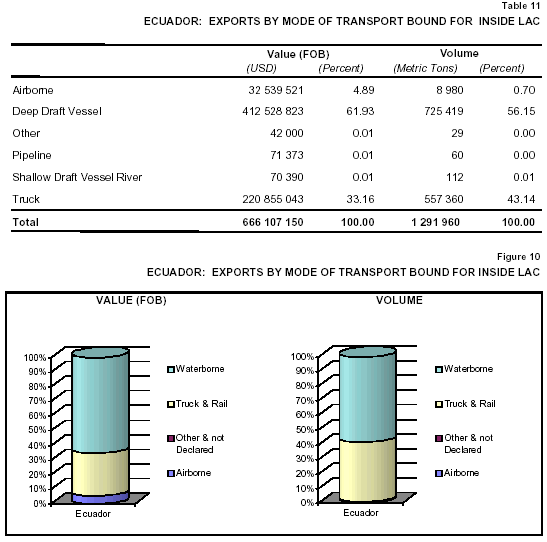 Table 11
ECUADOR: EXPORTS BY MODE OF TRANSPORT BOUND FOR INSIDE LAC
Value (FOB) Volume
(USD) (Percent) (Metric Tons) (Percent)
Airborne 32 539 521 4.89 8 980 0.70
Deep Draft Vessel 412 528 823 61.93 725 419 56.15
Other 42 000 0.01 29 0.00
Pipeline 71 373 0.01 60 0.00
Shallow Draft Vessel River 70 390 0.01 112 0.01
Truck 220 855 043 33.16 557 360 43.14
Total 666 107 150 100.00 1 291 960 100.00
Figure 10
ECUADOR: EXPORTS BY MODE OF TRANSPORT BOUND FOR INSIDE LAC
VALUE (FOB)
100%
90%
80%
70%
60%
50%
40%
30%
20%
10%
0%
Ecuador
Waterborne
Truck & Rail
Other & not
Declared
Airborne
VOLUME
100%
90%
80%
70%
60%
50%
40%
30%
20%
10%
0%
Ecuador
Waterborne
Truck & Rail
Other & not
Declared
Airborne